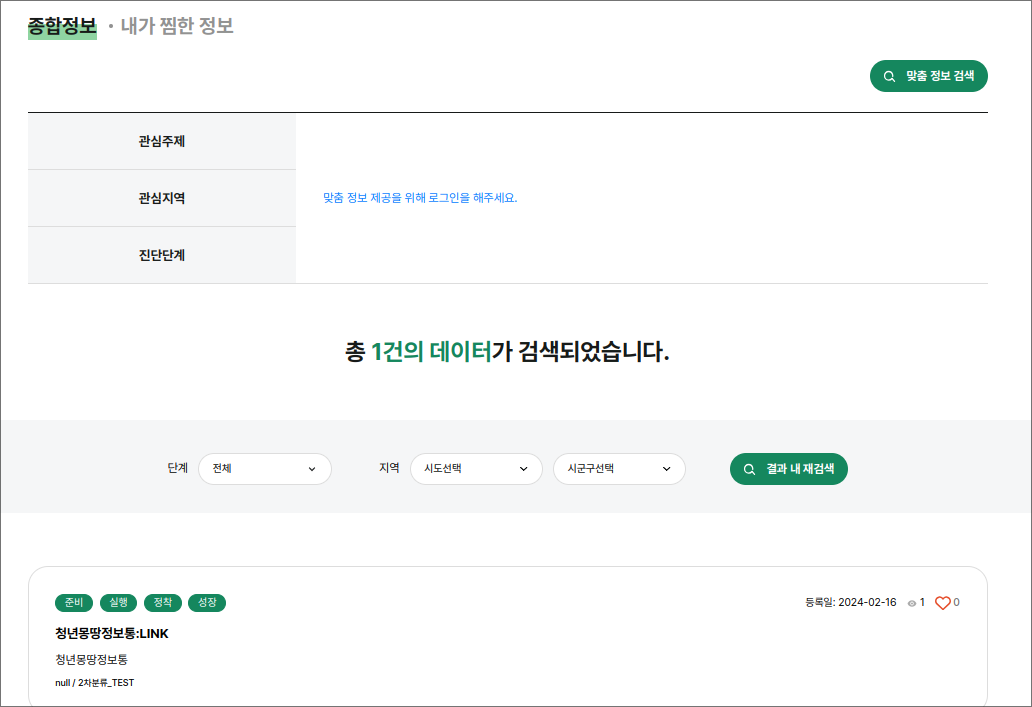 종합정보 · 내가 찜한 정보
맞춤 정보 검색
관심주제
관심지역
맞춤 정보 제공을 위해 로그인을 해주세요.
진단단계
총 1건의 데이터가 검색되었습니다.
단계 전체 지역 시도선택 시군구선택 결과 내 재검색
준비 실행 정착 성장 등록일: 2024-02-16 1 0
청년몽땅정보통:LINK
청년몽땅정보통
null / 2차분류_TEST